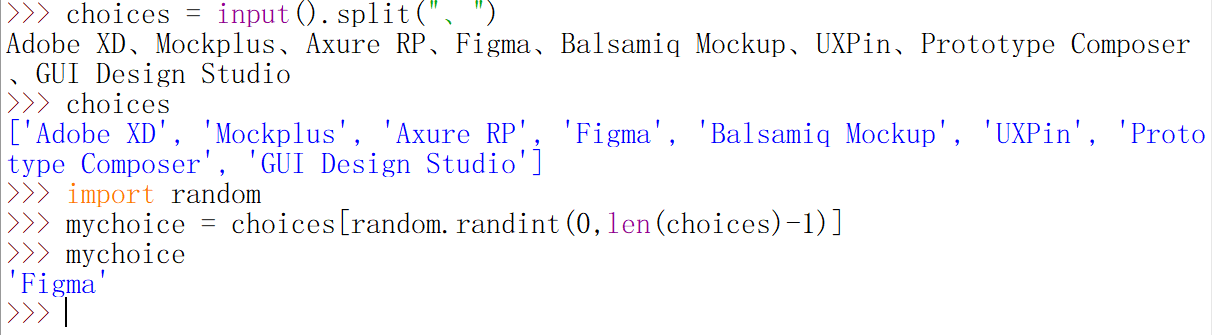 >>> choices = input().split("、")
Adobe XD、Mockplus、Axure RP、Figma、Balsamiq Mockup、UXPin、Prototype Composer
、GUI Design Studio
>>> choices
['Adobe XD', 'Mockplus', 'Axure RP', 'Figma', 'Balsamiq Mockup', 'UXPin', 'Proto
type Composer', 'GUI Design Studio']
>>> import random
>>> mychoice = choices[random.randint(0,len(choices)-1)]
>>> mychoice
'Figma'
>>>